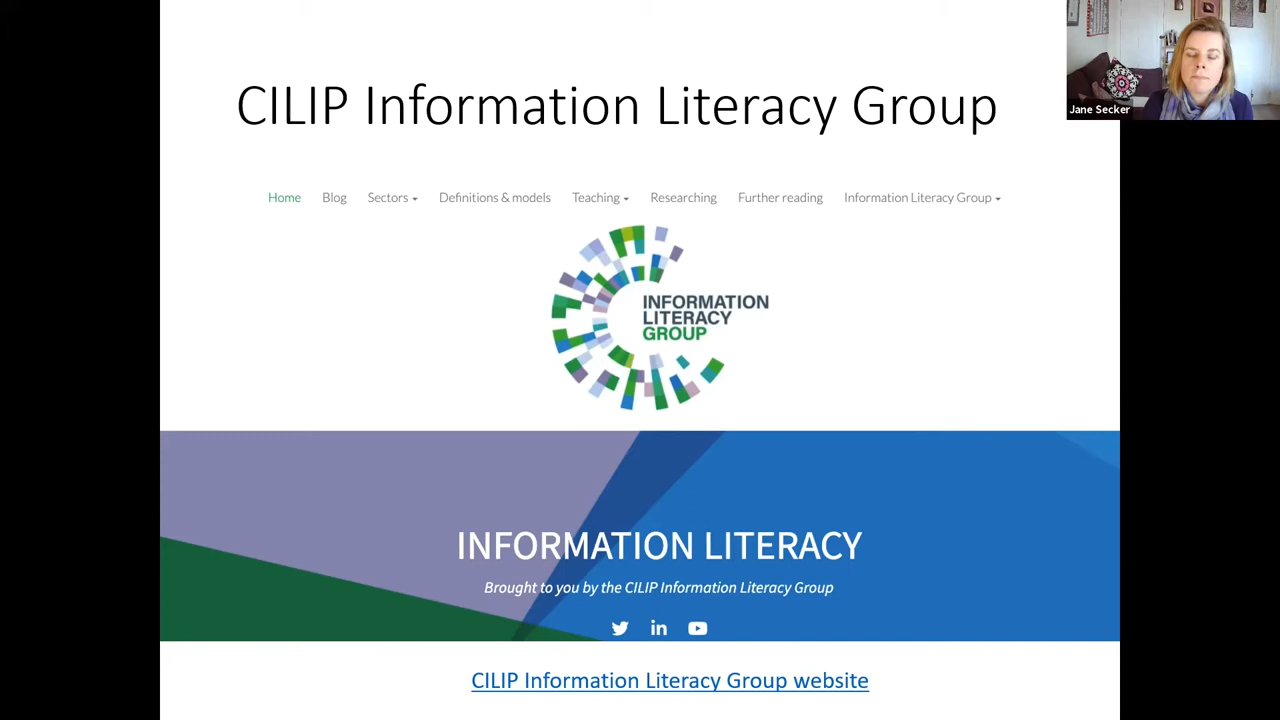 CILIP Information Literacy Group
Jane Secker
Home Blog Sectors Definitions & models Teaching Researching Further reading Information Literacy Group
INFORMATION
LITERACY
GROUP
INFORMATION LITERACY
Brought to you by the CILIP Information Literacy Group
CILIP Information Literacy Group website